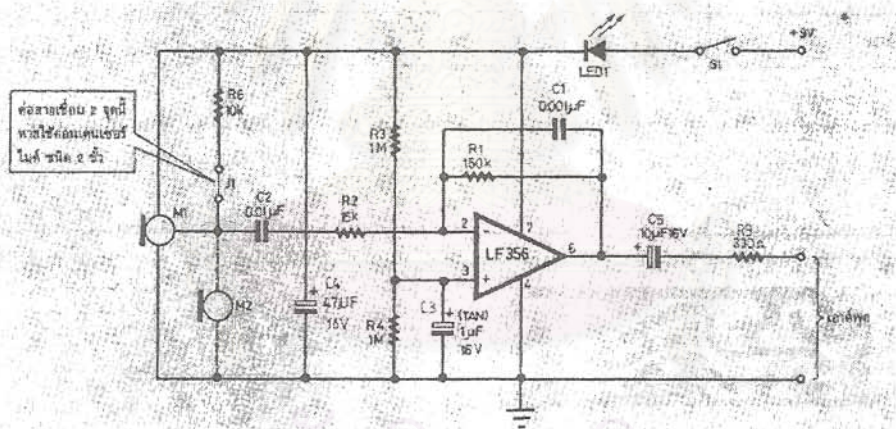 +9V
LED1
S1
R6
10k
ต่อสายเชื่อม 2 จุดนี้
หากใช้คอนเดนเซอร์
ไมค์ ชนิด 2 ขั้ว
J1
C1
0.001µF
R3
1M
R1
150k
M1
C2
0.01µF
R2
15k
2
7
LF356
6
3
4
C5
10µF16V
R5
330Ω
M2
C4
47µF
16V
R4
1M
C3
(TAN)
1µF
16V
เอาต์พุต